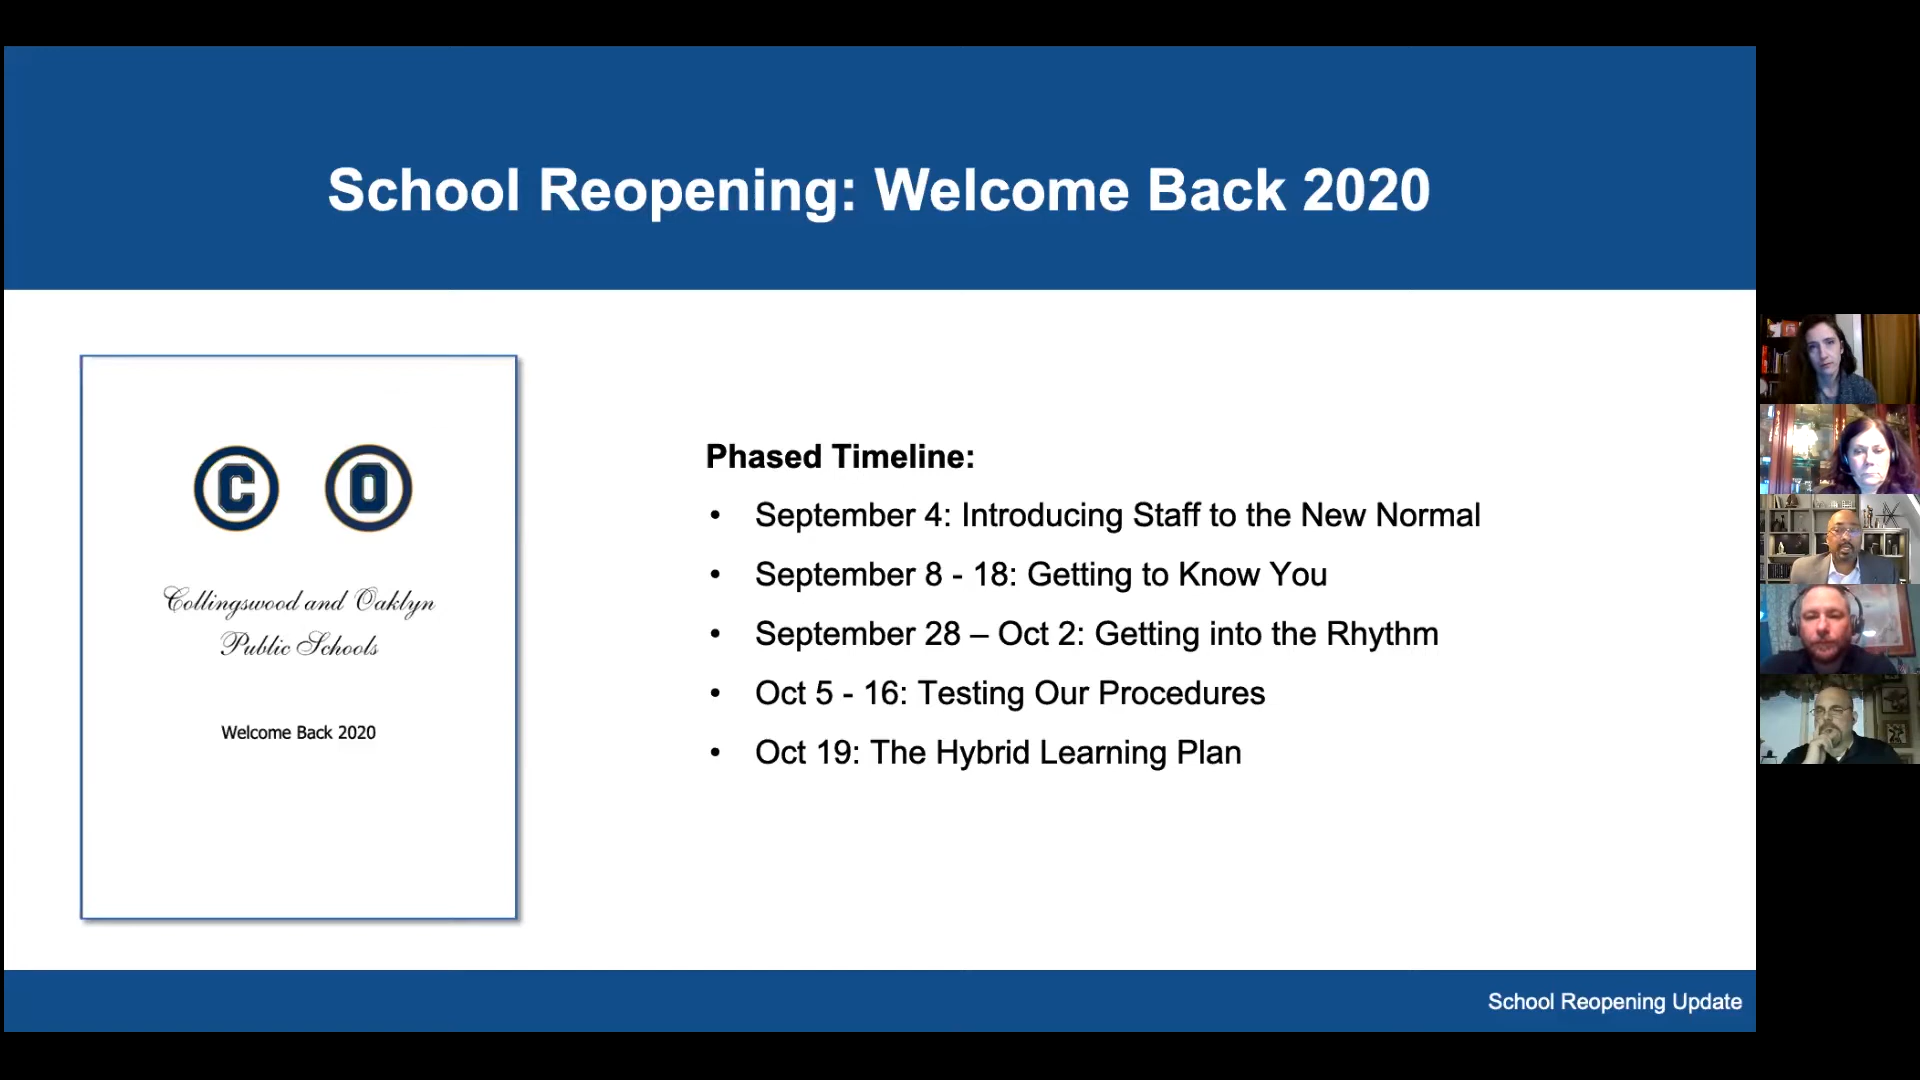 School Reopening: Welcome Back 2020
C O
Collingswood and Oaklyn
Public Schools
Welcome Back 2020
Phased Timeline:
• September 4: Introducing Staff to the New Normal
• September 8 - 18: Getting to Know You
• September 28 – Oct 2: Getting into the Rhythm
• Oct 5 - 16: Testing Our Procedures
• Oct 19: The Hybrid Learning Plan
School Reopening Update